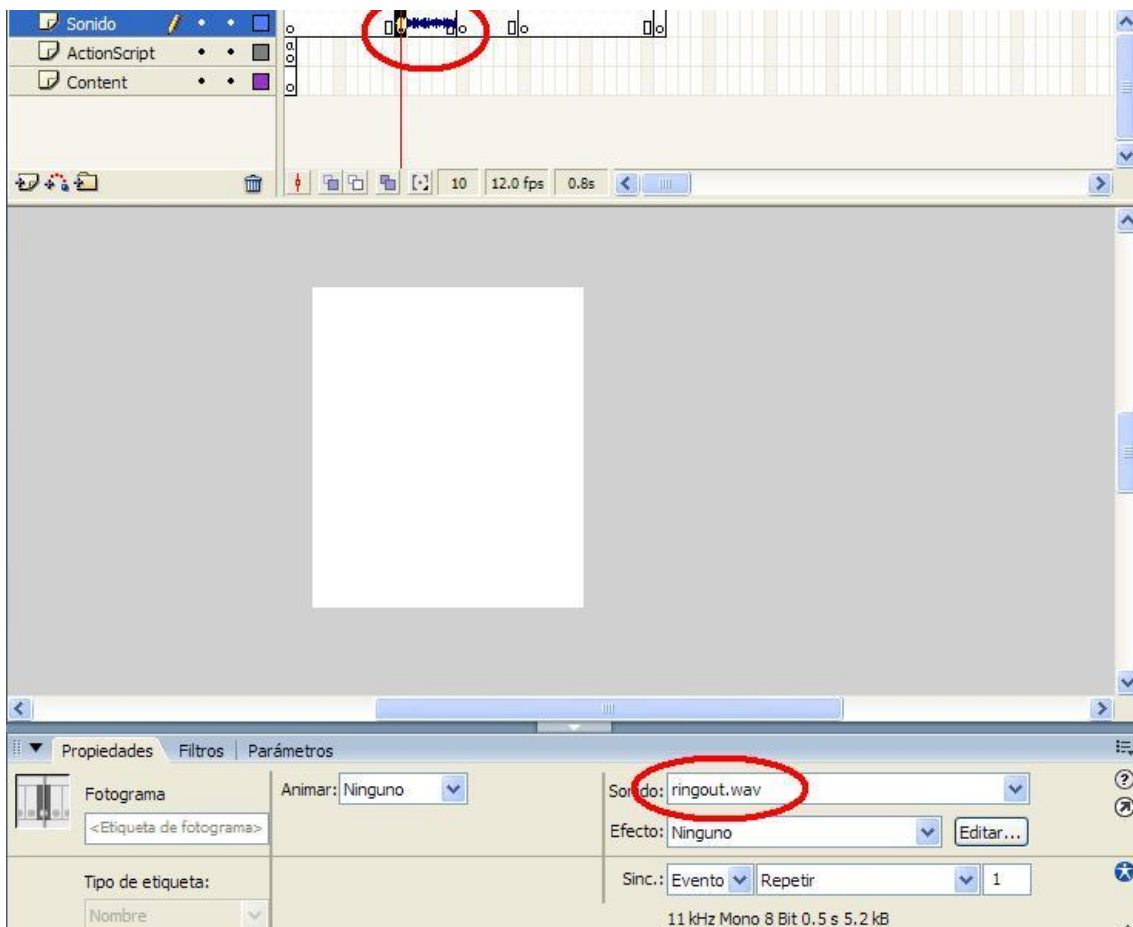 Sonido
ActionScript
a
Content
10 12.0 fps 0.8s
Propiedades Filtros Parámetros
Fotograma Animar: Ninguno Sonido: ringout.wav
<Etiqueta de fotograma> Efecto: Ninguno Editar...
Tipo de etiqueta: Sinc.: Evento Repetir 1
Nombre 11 kHz Mono 8 Bit 0.5 s 5.2 kB